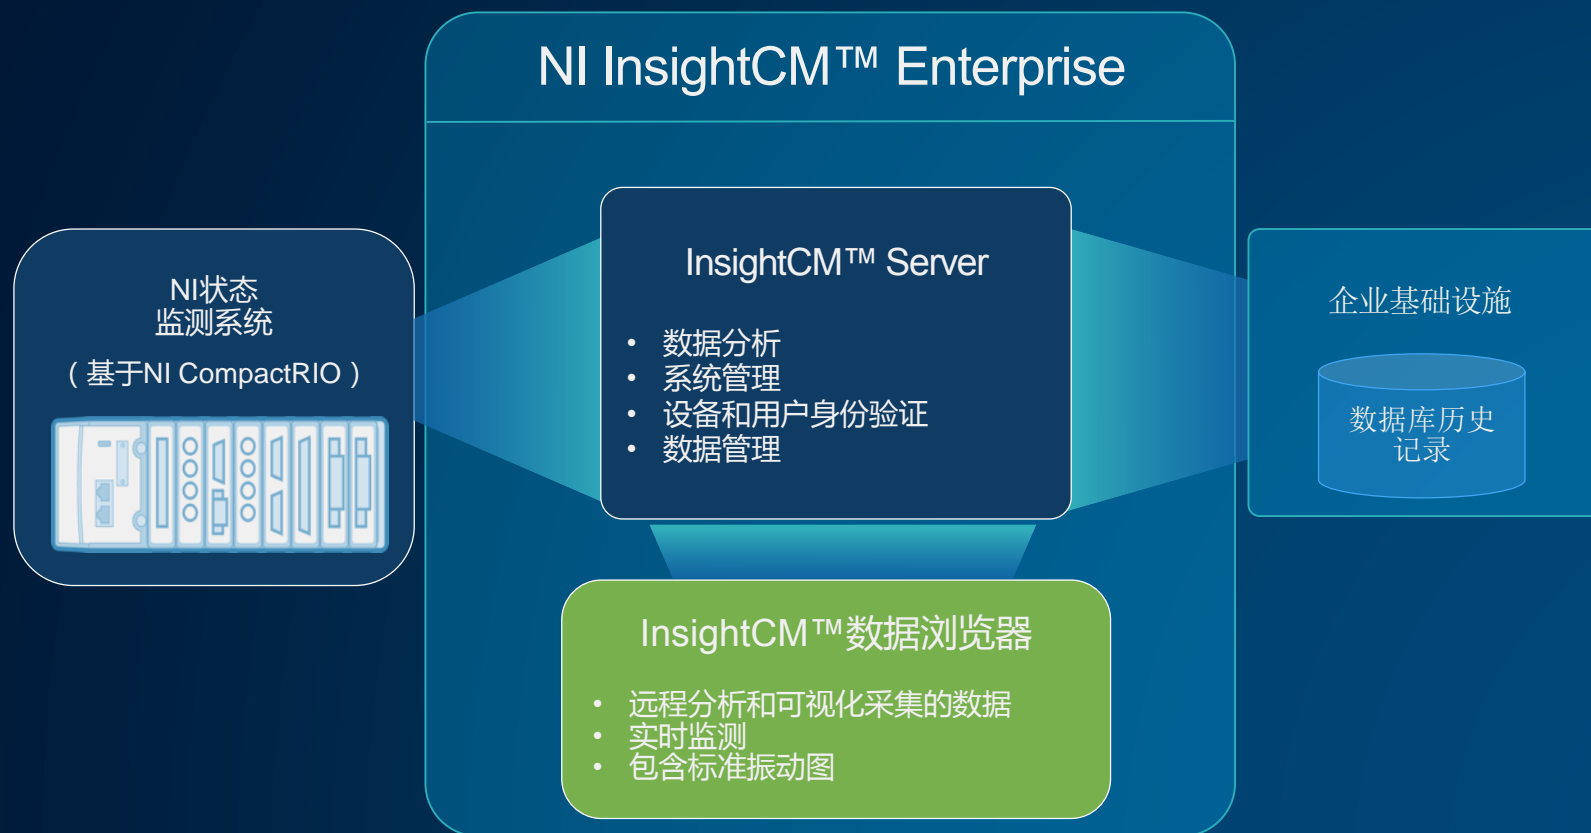 NI InsightCM™ Enterprise
NI状态
监测系统
（基于NI CompactRIO）
InsightCM™ Server
• 数据分析
• 系统管理
• 设备和用户身份验证
• 数据管理
企业基础设施
数据库历史
记录
InsightCM™数据浏览器
• 远程分析和可视化采集的数据
• 实时监测
• 包含标准振动图